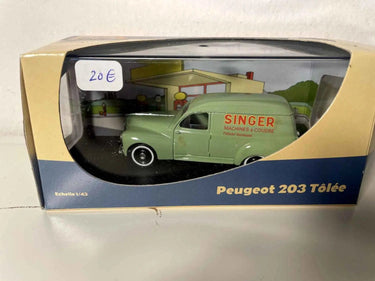 20€
SINGER
MACHINES à COUDRE
Peugeot 203 Tôlée
Echelle 1/43